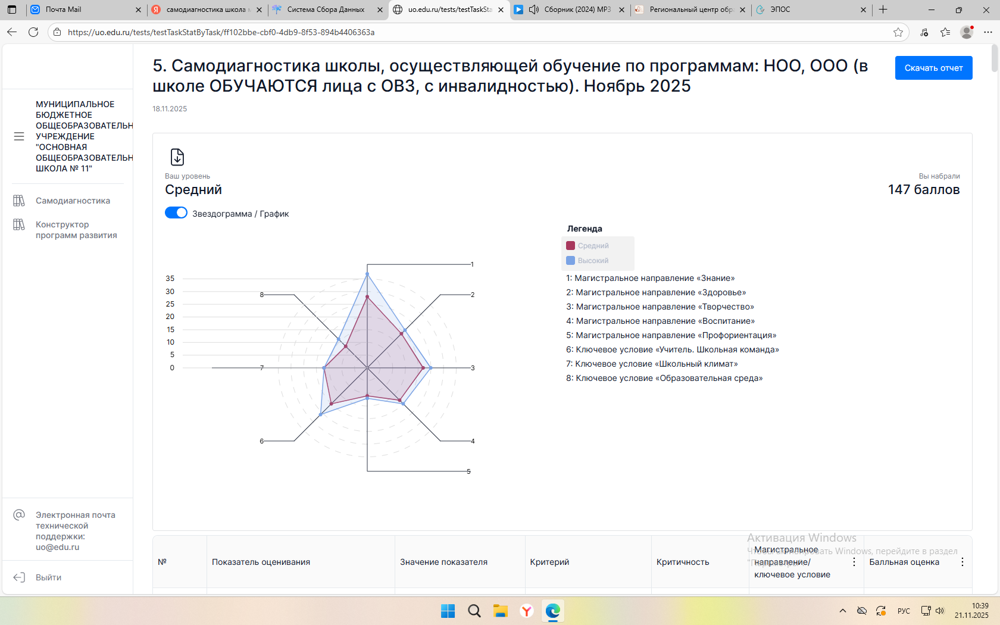 Почта Mail
самодиагностика школа
Система Сбора Данных
uo.edu.ru/tests/testTaskSta
Сборник (2024) MP3
Региональный центр обр
ЭПОС
https://uo.edu.ru/tests/testTaskStatByTask/ff102bbe-cbf0-4db9-8f53-894b4406363a
5. Самодиагностика школы, осуществляющей обучение по программам: НОО, ООО (в
школе ОБУЧАЮТСЯ лица с ОВЗ, с инвалидностью). Ноябрь 2025
Скачать отчет
18.11.2025
МУНИЦИПАЛЬНОЕ
БЮДЖЕТНОЕ
ОБЩЕОБРАЗОВАТЕЛЬН
УЧРЕЖДЕНИЕ
"ОСНОВНАЯ
ОБЩЕОБРАЗОВАТЕЛЬН
ШКОЛА № 11"
Самодиагностика
Конструктор
программ развития
Электронная почта
технической
поддержки:
uo@edu.ru
Выйти
Ваш уровень
Средний
Вы набрали
147 баллов
Звездограмма / График
35
30
25
20
15
10
5
0
1
2
3
4
5
6
7
8
Легенда
Средний
Высокий
1: Магистральное направление «Знание»
2: Магистральное направление «Здоровье»
3: Магистральное направление «Творчество»
4: Магистральное направление «Воспитание»
5: Магистральное направление «Профориентация»
6: Ключевое условие «Учитель. Школьная команда»
7: Ключевое условие «Школьный климат»
8: Ключевое условие «Образовательная среда»
№
Показатель оценивания
Значение показателя
Критерий
Критичность
Магистральное
направление/
ключевое условие
Балльная оценка
Активация Windows
Чтобы активировать Windows, перейдите в раздел
РУС
10:39
21.11.2025